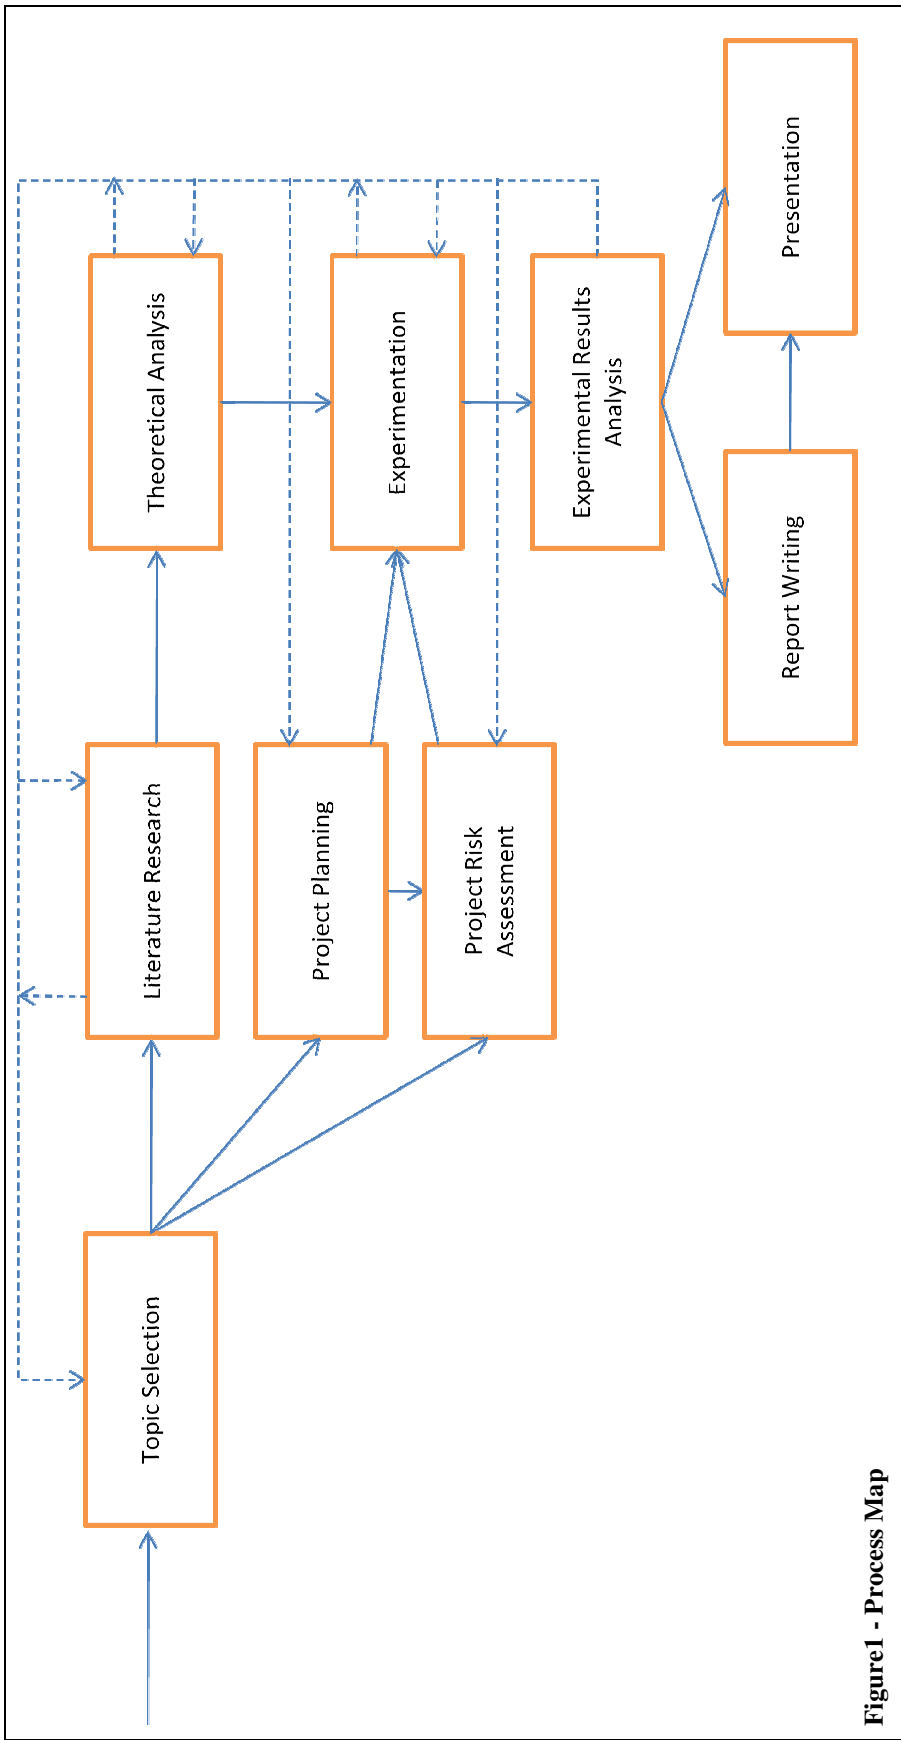 Topic Selection
Literature Research
Theoretical Analysis
Project Planning
Experimentation
Project Risk
Assessment
Experimental Results
Analysis
Report Writing
Presentation
Figure1 - Process Map